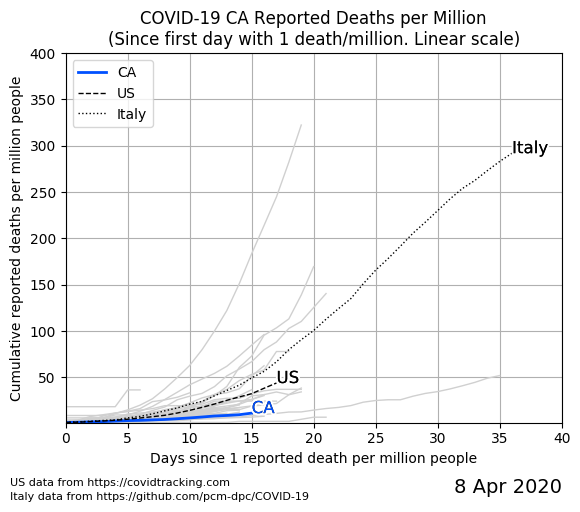 COVID-19 CA Reported Deaths per Million
(Since first day with 1 death/million. Linear scale)
Cumulative reported deaths per million people
400
350
300
250
200
150
100
50
CA
US
Italy
Italy
US
CA
0
5
10
15
20
25
30
35
40
Days since 1 reported death per million people
US data from https://covidtracking.com
Italy data from https://github.com/pcm-dpc/COVID-19
8 Apr 2020